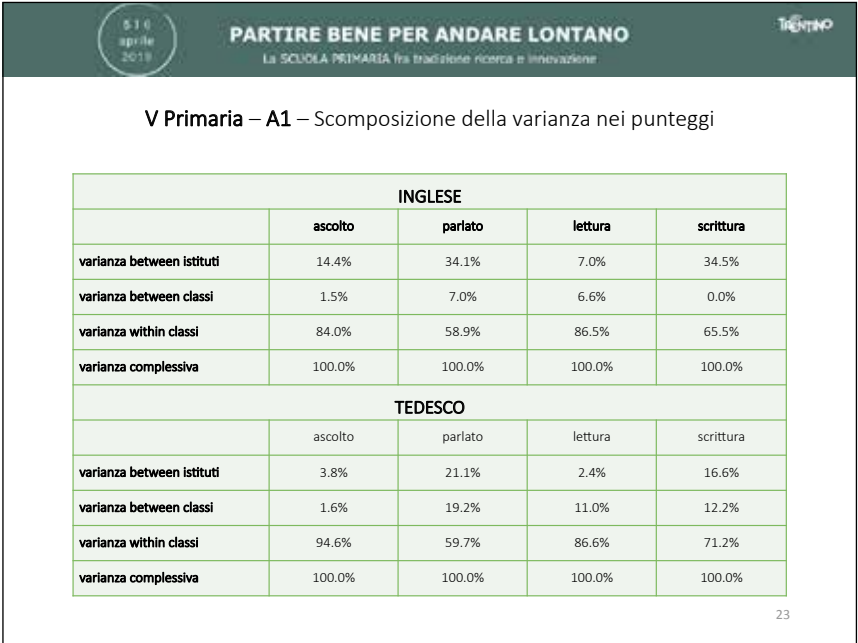 5 | 6
aprile
2019
PARTIRE BENE PER ANDARE LONTANO
La SCUOLA PRIMARIA fra tradizione ricerca e innovazione
TRENTINO
V Primaria – A1 – Scomposizione della varianza nei punteggi
INGLESE
ascolto parlato lettura scrittura
varianza between istituti 14.4% 34.1% 7.0% 34.5%
varianza between classi 1.5% 7.0% 6.6% 0.0%
varianza within classi 84.0% 58.9% 86.5% 65.5%
varianza complessiva 100.0% 100.0% 100.0% 100.0%
TEDESCO
ascolto parlato lettura scrittura
varianza between istituti 3.8% 21.1% 2.4% 16.6%
varianza between classi 1.6% 19.2% 11.0% 12.2%
varianza within classi 94.6% 59.7% 86.6% 71.2%
varianza complessiva 100.0% 100.0% 100.0% 100.0%
23